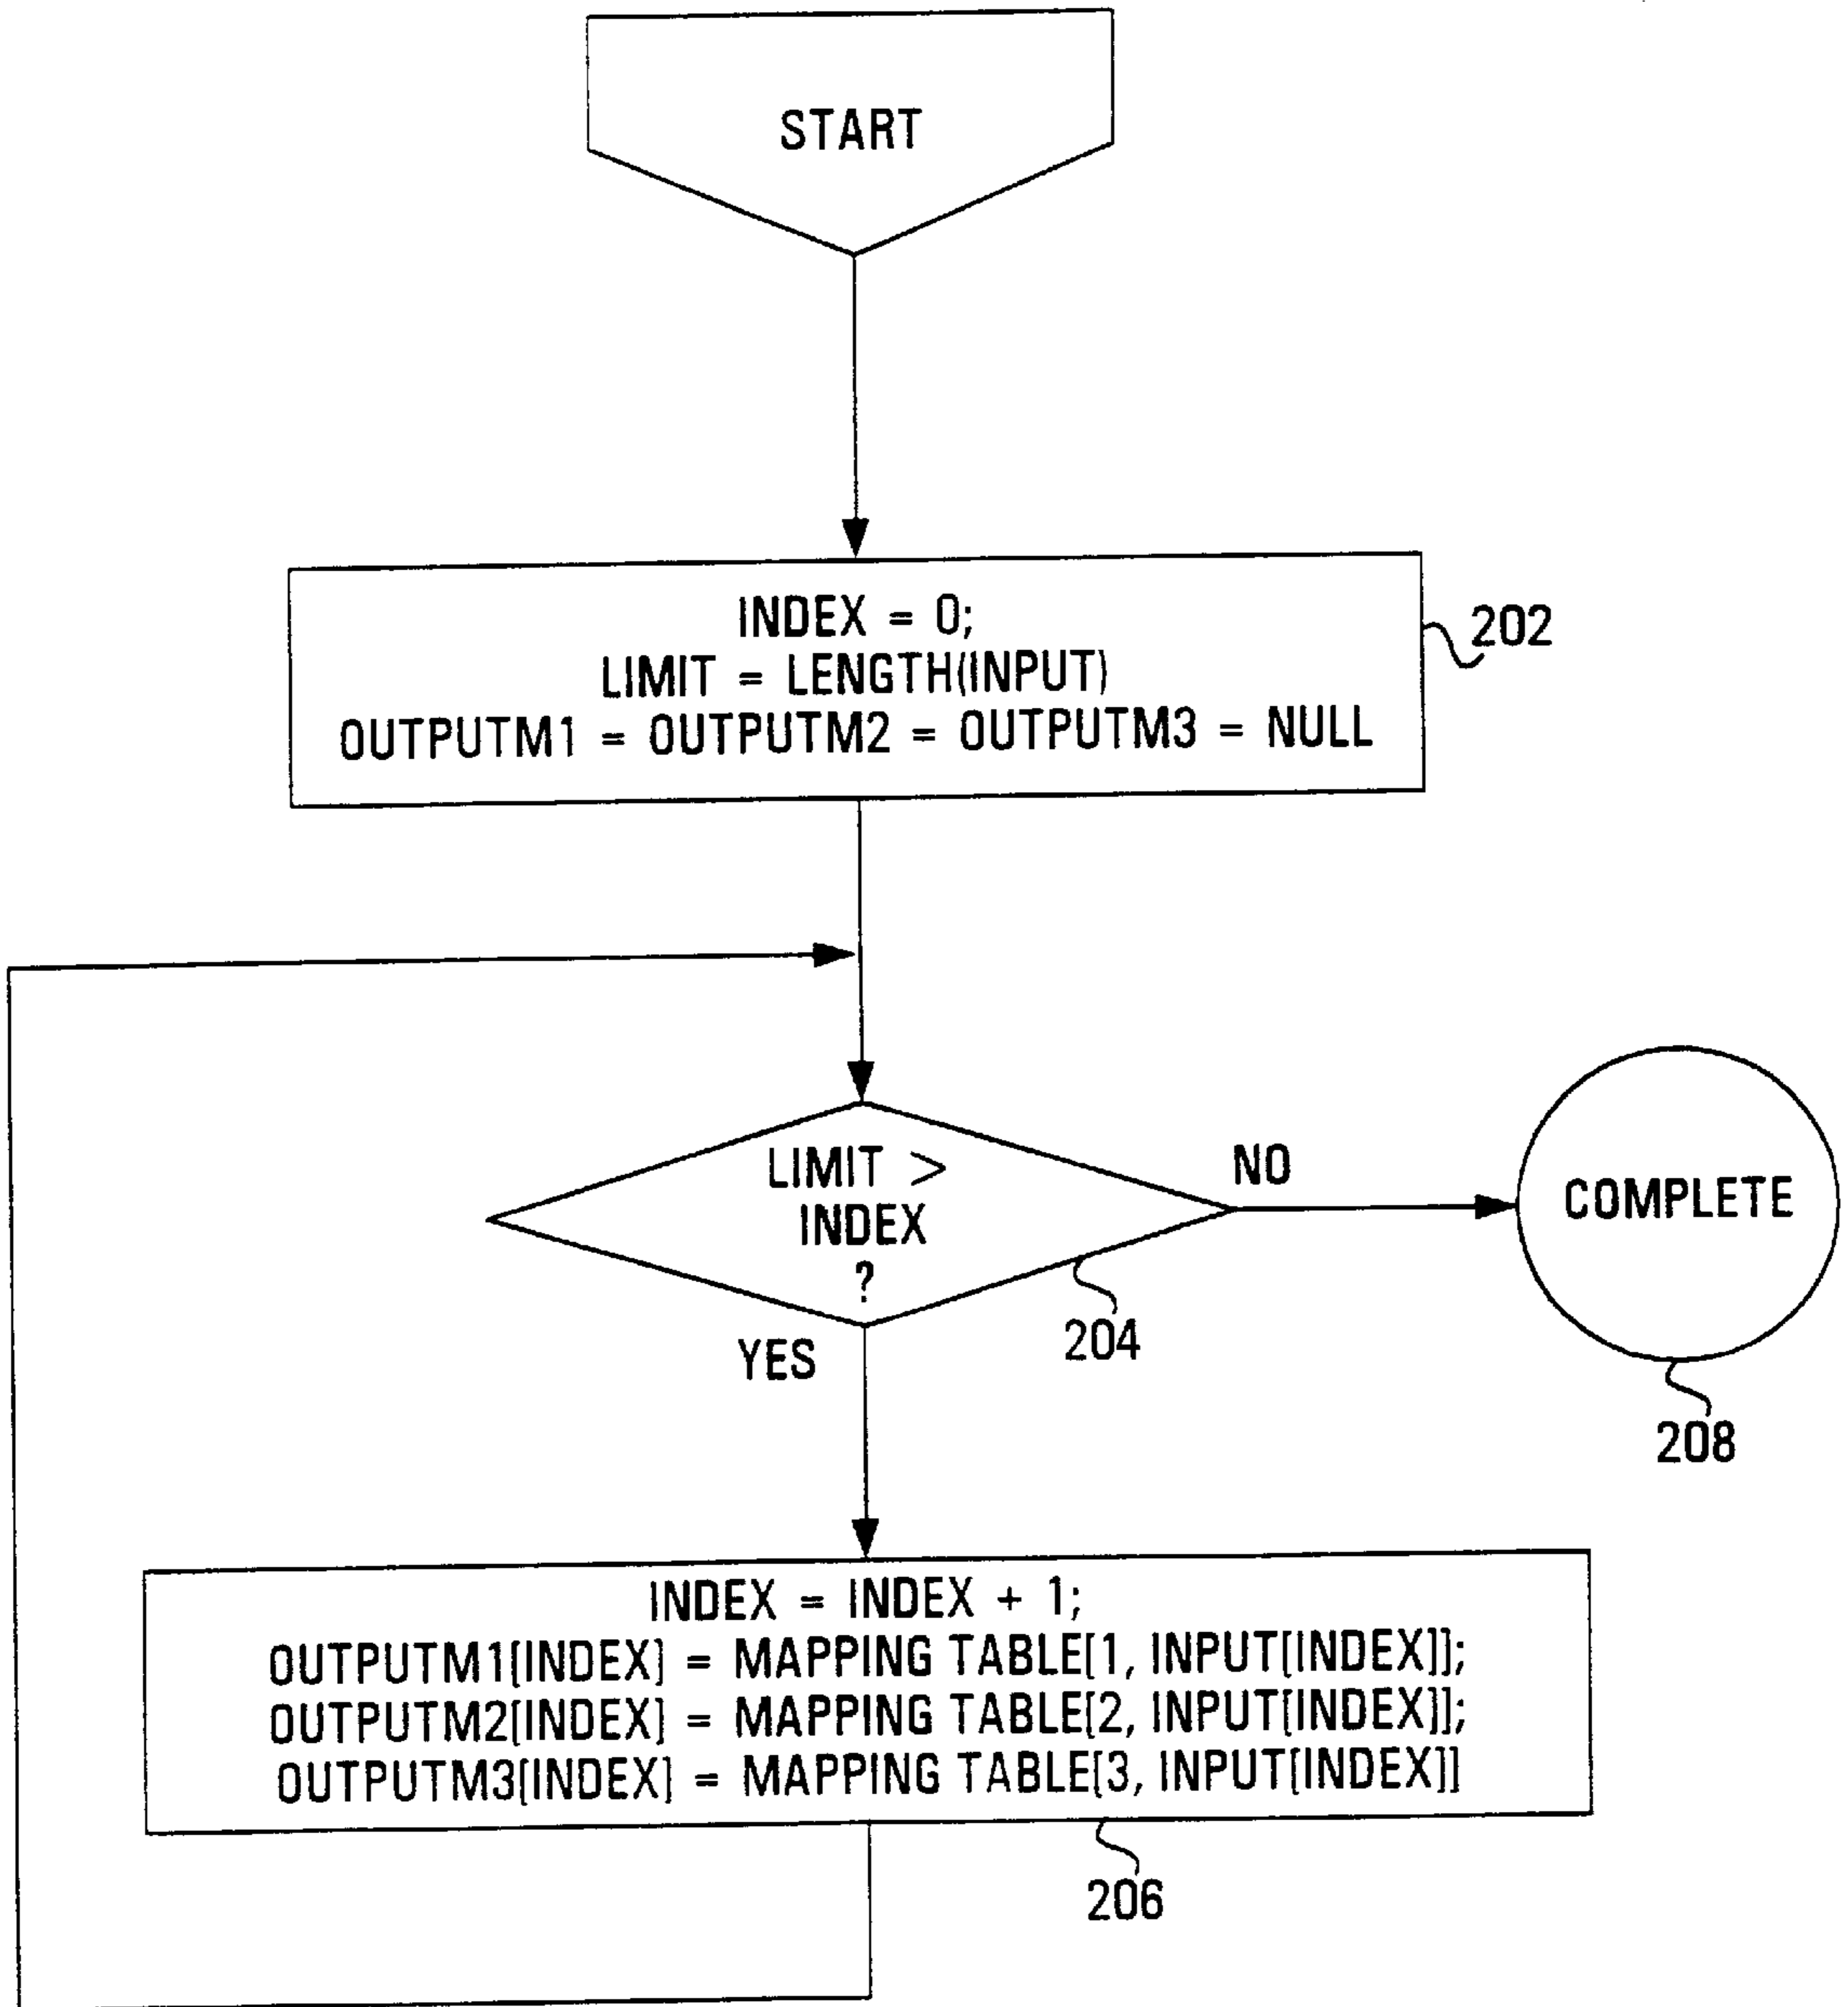 START
INDEX = 0;
LIMIT = LENGTH(INPUT)
OUTPUTM1 = OUTPUTM2 = OUTPUTM3 = NULL
202
LIMIT >
INDEX
?
NO
COMPLETE
204
YES
208
INDEX = INDEX + 1;
OUTPUTM1[INDEX] = MAPPING TABLE[1, INPUT[INDEX]];
OUTPUTM2[INDEX] = MAPPING TABLE[2, INPUT[INDEX]];
OUTPUTM3[INDEX] = MAPPING TABLE[3, INPUT[INDEX]]
206